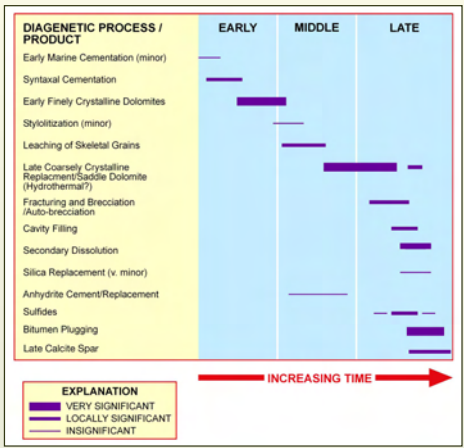 DIAGENETIC PROCESS /
PRODUCT
EARLY
MIDDLE
LATE
Early Marine Cementation (minor)
Syntaxal Cementation
Early Finely Crystalline Dolomites
Stylolitization (minor)
Leaching of Skeletal Grains
Late Coarsely Crystalline
Replacment/Saddle Dolomite
(Hydrothermal?)
Fracturing and Brecciation
/Auto-brecciation
Cavity Filling
Secondary Dissolution
Silica Replacement (v. minor)
Anhydrite Cement/Replacement
Sulfides
Bitumen Plugging
Late Calcite Spar
INCREASING TIME
EXPLANATION
VERY SIGNIFICANT
LOCALLY SIGNIFICANT
INSIGNIFICANT